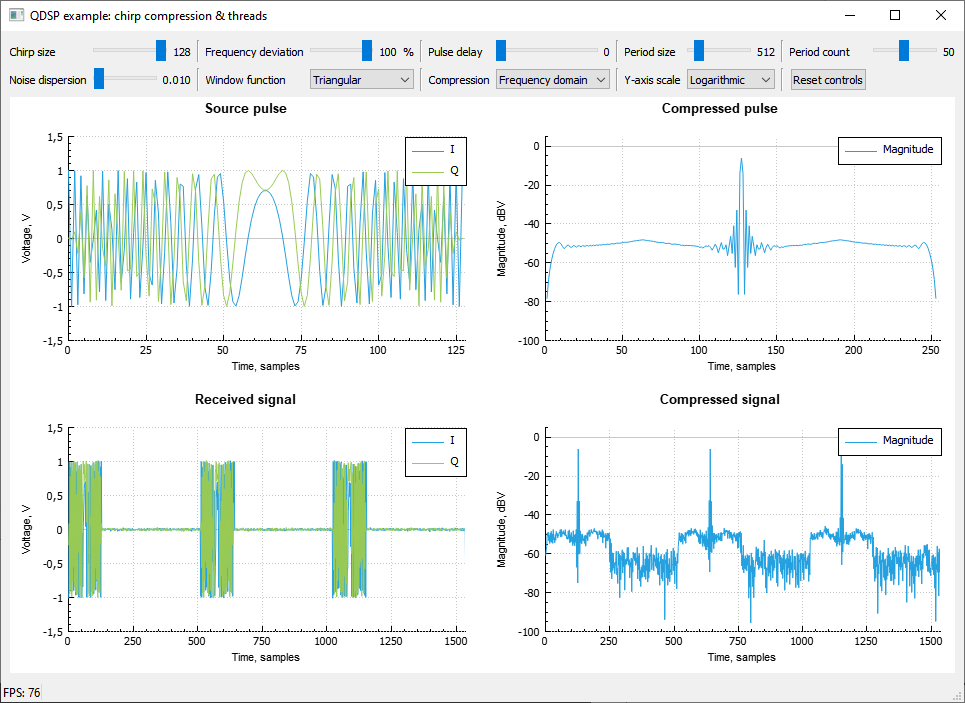 QDSP example: chirp compression & threads
Chirp size 128 Frequency deviation 100 % Pulse delay 0 Period size 512 Period count 50
Noise dispersion 0.010 Window function Triangular Compression Frequency domain Y-axis scale Logarithmic Reset controls
Source pulse
1,5
1
0,5
0
-0,5
-1
-1,5
Voltage, V
I
Q
0 25 50 75 100 125
Time, samples
Compressed pulse
0
-20
-40
-60
-80
-100
Magnitude, dBV
Magnitude
0 50 100 150 200 250
Time, samples
Received signal
1,5
1
0,5
0
-0,5
-1
-1,5
Voltage, V
I
Q
0 250 500 750 1000 1250 1500
Time, samples
Compressed signal
0
-20
-40
-60
-80
-100
Magnitude, dBV
Magnitude
0 250 500 750 1000 1250 1500
Time, samples
FPS: 76